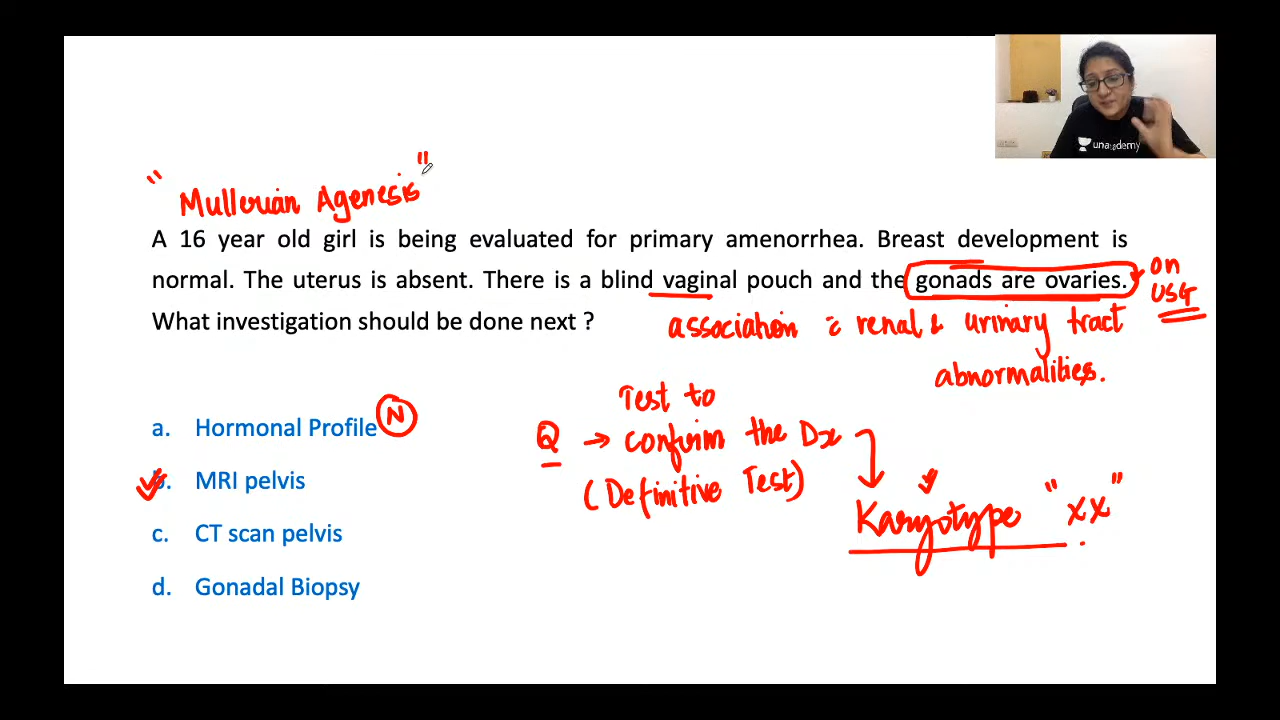 unacademy
"Mullerian Agenesis"
A 16 year old girl is being evaluated for primary amenorrhea. Breast development is
normal. The uterus is absent. There is a blind vaginal pouch and the gonads are ovaries.
on
USG
What investigation should be done next ?
association c renal & urinary tract
abnormalities.
a. Hormonal Profile N
b. MRI pelvis
c. CT scan pelvis
d. Gonadal Biopsy
Test to
Q → confirm the Dx
(Definitive Test)
Karyotype "XX"